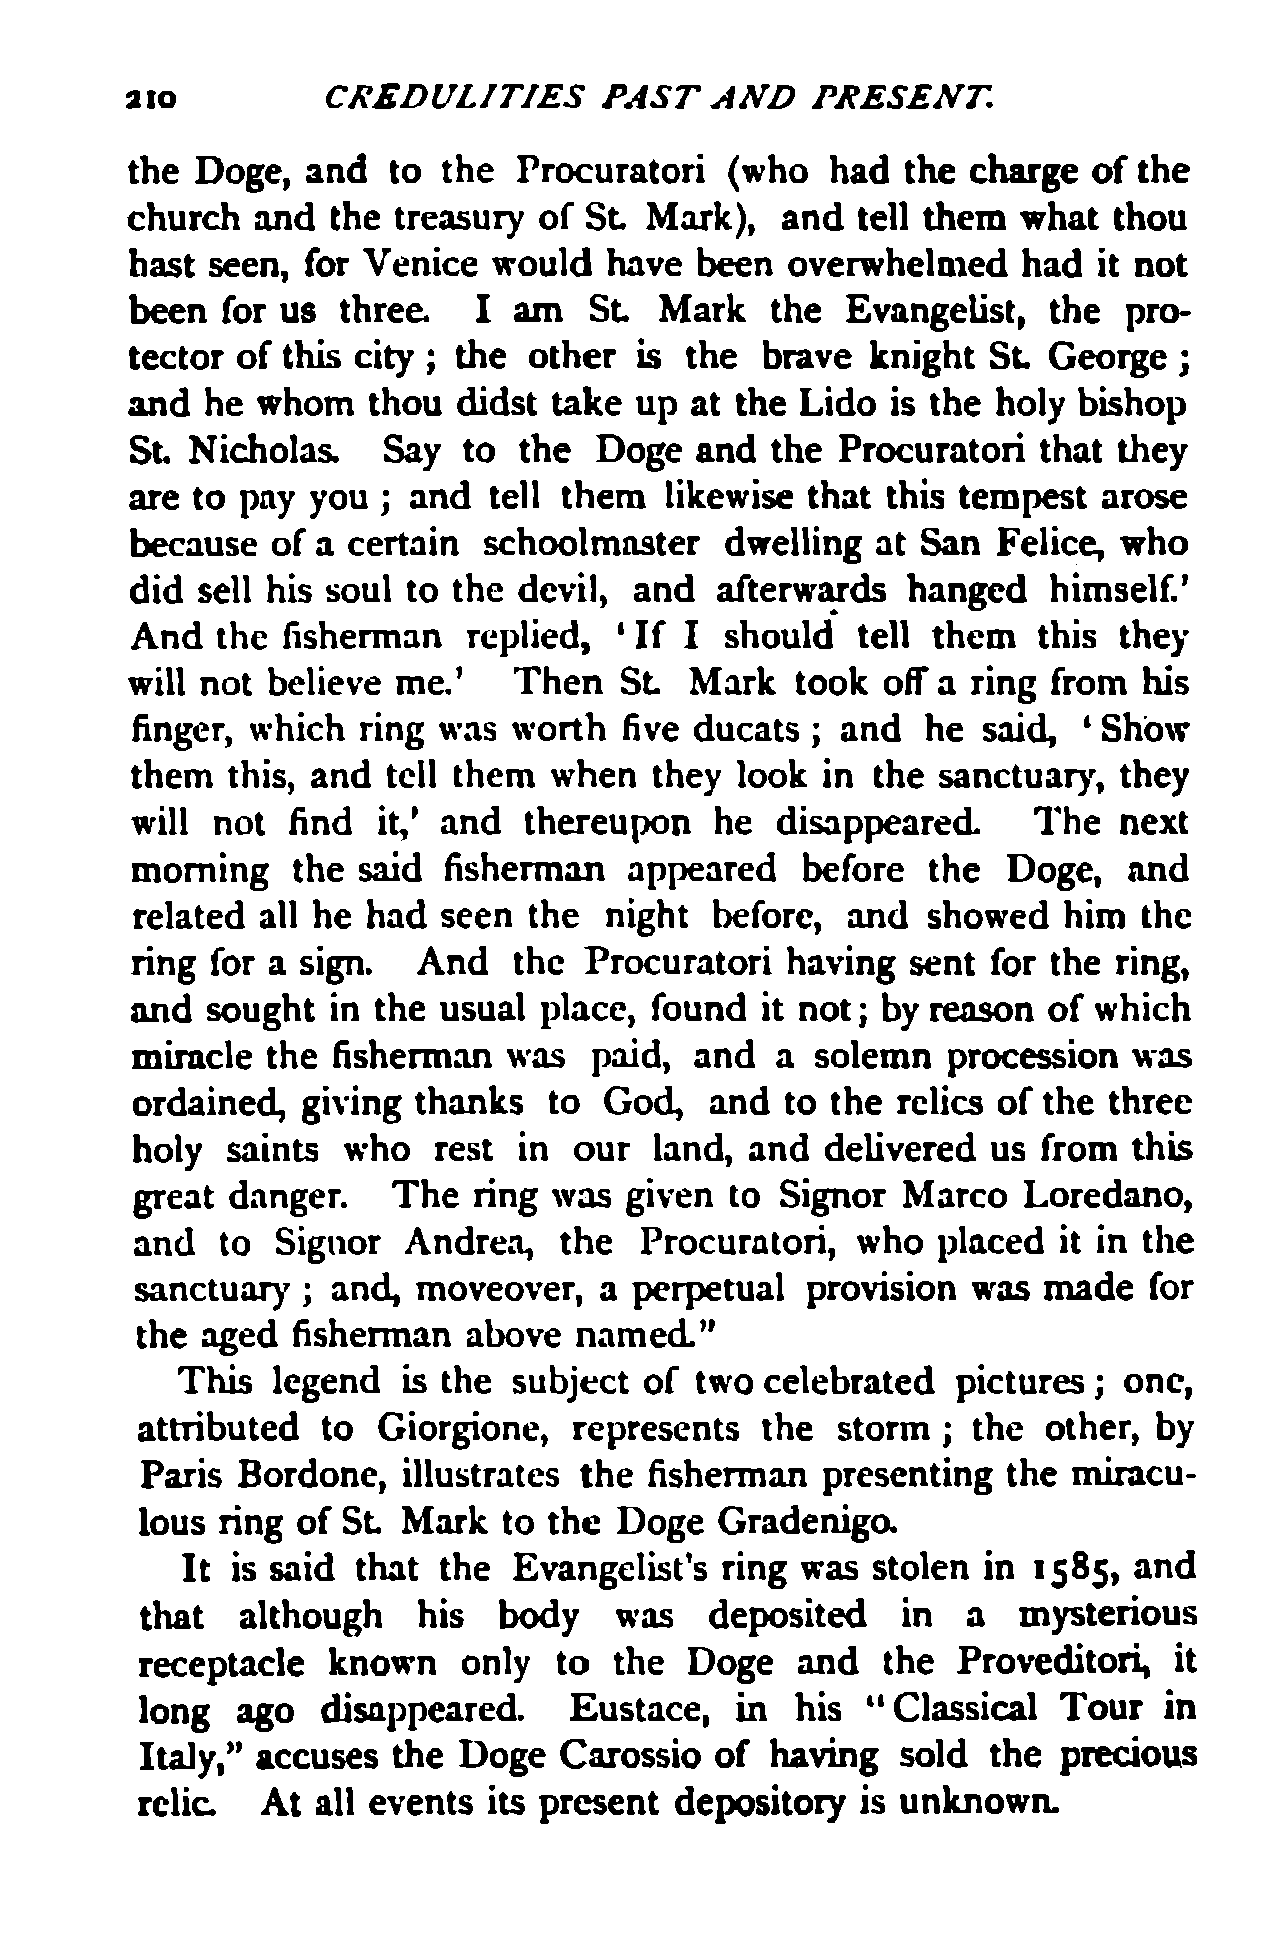 210 CREDULITIES PAST AND PRESENT.
the Doge, and to the Procuratori (who had the charge of the
church and the treasury of St. Mark), and tell them what thou
hast seen, for Venice would have been overwhelmed had it not
been for us three. I am St. Mark the Evangelist, the pro-
tector of this city ; the other is the brave knight St. George ;
and he whom thou didst take up at the Lido is the holy bishop
St. Nicholas. Say to the Doge and the Procuratori that they
are to pay you ; and tell them likewise that this tempest arose
because of a certain schoolmaster dwelling at San Felice, who
did sell his soul to the devil, and afterwards hanged himself.'
And the fisherman replied, ‘If I should tell them this they
will not believe me.' Then St. Mark took off a ring from his
finger, which ring was worth five ducats ; and he said, ‘Show
them this, and tell them when they look in the sanctuary, they
will not find it,' and thereupon he disappeared. The next
morning the said fisherman appeared before the Doge, and
related all he had seen the night before, and showed him the
ring for a sign. And the Procuratori having sent for the ring,
and sought in the usual place, found it not; by reason of which
miracle the fisherman was paid, and a solemn procession was
ordained, giving thanks to God, and to the relics of the three
holy saints who rest in our land, and delivered us from this
great danger. The ring was given to Signor Marco Loredano,
and to Signor Andrea, the Procuratori, who placed it in the
sanctuary ; and, moveover, a perpetual provision was made for
the aged fisherman above named.”
This legend is the subject of two celebrated pictures ; one,
attributed to Giorgione, represents the storm ; the other, by
Paris Bordone, illustrates the fisherman presenting the miracu-
lous ring of St. Mark to the Doge Gradenigo.
It is said that the Evangelist's ring was stolen in 1585, and
that although his body was deposited in a mysterious
receptacle known only to the Doge and the Proveditori, it
long ago disappeared. Eustace, in his “Classical Tour in
Italy,” accuses the Doge Carossio of having sold the precious
relic. At all events its present depository is unknown.